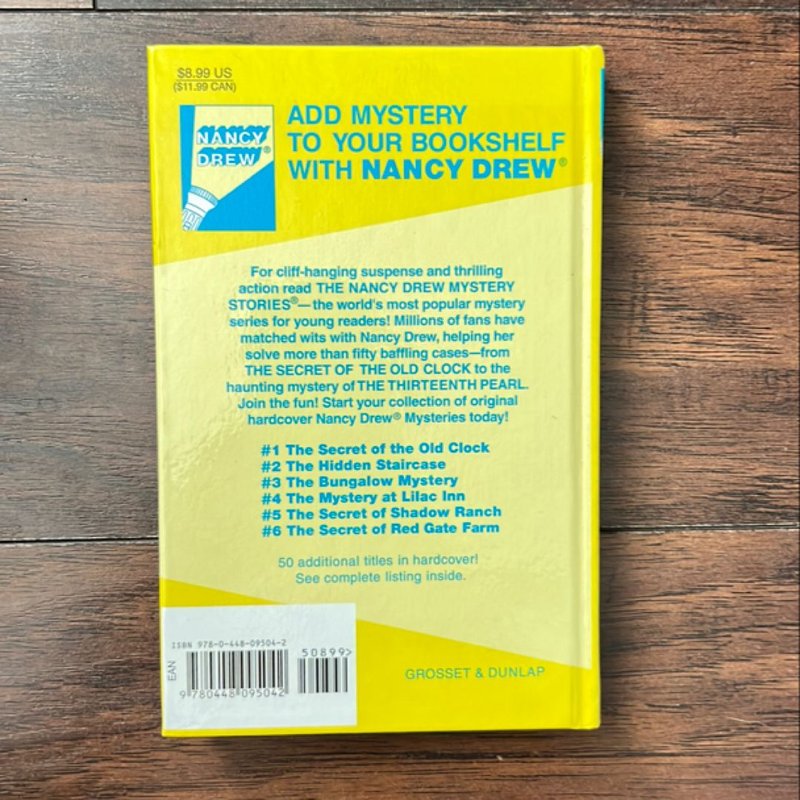 $8.99 US
($11.99 CAN)
NANCY
DREW®
ADD MYSTERY
TO YOUR BOOKSHELF
WITH NANCY DREW®
For cliff-hanging suspense and thrilling
action read THE NANCY DREW MYSTERY
STORIES®—the world's most popular mystery
series for young readers! Millions of fans have
matched wits with Nancy Drew, helping her
solve more than fifty baffling cases—from
THE SECRET OF THE OLD CLOCK to the
haunting mystery of THE THIRTEENTH PEARL.
Join the fun! Start your collection of original
hardcover Nancy Drew® Mysteries today!
#1 The Secret of the Old Clock
#2 The Hidden Staircase
#3 The Bungalow Mystery
#4 The Mystery at Lilac Inn
#5 The Secret of Shadow Ranch
#6 The Secret of Red Gate Farm
50 additional titles in hardcover!
See complete listing inside.
ISBN 978-0-448-09504-2
50899>
EAN
9 780448 095042
GROSSET & DUNLAP